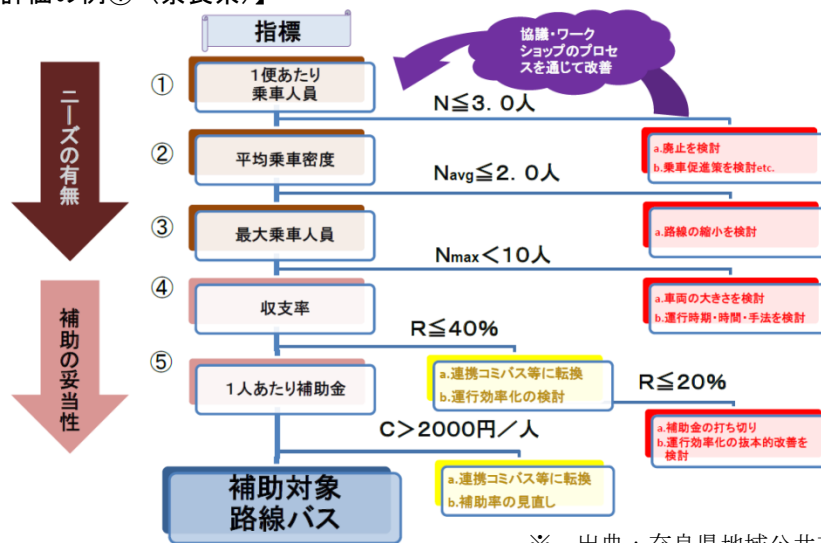 評価の例①（奈良県）】
指標
協議・ワーク
ショップのプロセ
スを通じて改善
ニーズの有無
①
1便あたり
乗車人員
N≦3．0人
a.廃止を検討
b.乗車促進策を検討etc.
②
平均乗車密度
Navg≦2．0人
a.路線の縮小を検討
③
最大乗車人員
Nmax＜10人
a.車両の大きさを検討
b.運行時期・時間・手法を検討
補助の妥当性
④
収支率
R≦40%
a.連携コミバス等に転換
b.運行効率化の検討
R≦20%
a.補助金の打ち切り
b.運行効率化の抜本的改善を
検討
⑤
1人あたり補助金
C＞2000円／人
a.連携コミバス等に転換
b.補助率の見直し
補助対象
路線バス
※　出典：奈良県地域公共